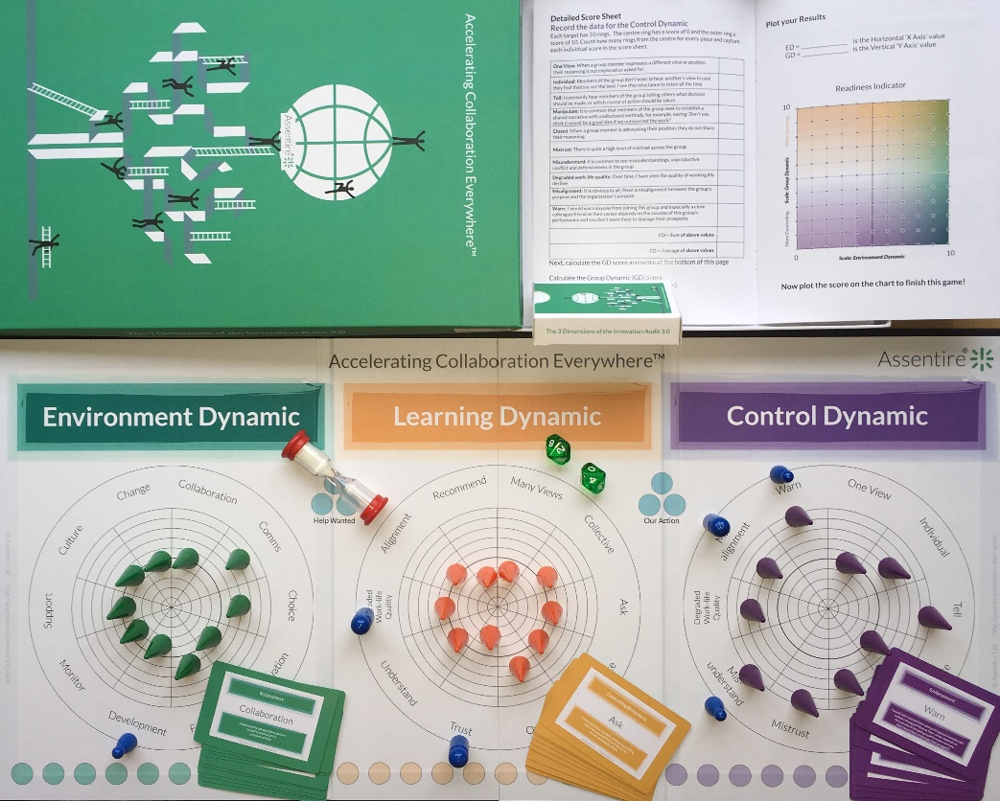 Accelerating Collaboration Everywhere™
Assentire
Detailed Score Sheet
Record the data for the Control Dynamic
Each target has 10 rings. The centre ring has a score of 0 and the outer ring a
score of 10. Count how many rings from the centre for every piece and capture
each individual score in the score sheet.
One View: When a group member expresses a different view or position,
their reasoning is not explored or asked for
Individual: Members of the group don't want to hear another's view in case
they find theirs is not the best. I see this reluctance to listen all the time
Tell: I commonly hear members of the group telling others what decision
should be made, or which course of action should be taken.
Manipulate: It is common that members of the group seek to establish a
shared narrative with undisclosed methods, for example, saying: 'Don't you
think it would be a good idea if we outsourced the work?'
Closed: When a group member is advocating their position, they do not share
their reasoning
Mistrust: There is quite a high level of mistrust across the group
Misunderstand: It is common to see misunderstandings, unproductive
conflict and defensiveness in the group
Degraded work-life quality: Over time, I have seen the quality of working life
decline
Misalignment: It is obvious to all, there is misalignment between the group's
purpose and the organisation's purpose
Warn: I would warn anyone from joining this group and especially a close
colleague/friend as their career depends on the success of this group's
performance and you don't want them to damage their prospects
CD = Sum of above values
CD = Average of above values
Next, calculate the GD score and write at the bottom of this page
Calculate the Group Dynamic (GD) Score
Plot your Results
ED = ________ is the Horizontal 'X Axis' value
GD = ________ is the Vertical 'Y Axis' value
Readiness Indicator
10
Scale: Group Dynamic
More Controlling
0
Scale: Environment Dynamic
10
Now plot the score on the chart to finish this game!
The 3 Dimensions of the Innovation Audit 3.0
The 3 Dimensions of the Innovation Audit 3.0
Accelerating Collaboration Everywhere™
Assentire®
Environment Dynamic
Learning Dynamic
Control Dynamic
Change
Collaboration
Comms
Choice
Development
Monitor
Support
Culture
Help Wanted
Recommend
Many Views
Collective
Ask
Trust
Understand
Work-life
Quality
Alignment
Our Action
Warn
One View
Individual
Tell
Mistrust
understand
Degraded
Work-life
Quality
alignment
8
2
0
4
Collaboration
Ask
Warn